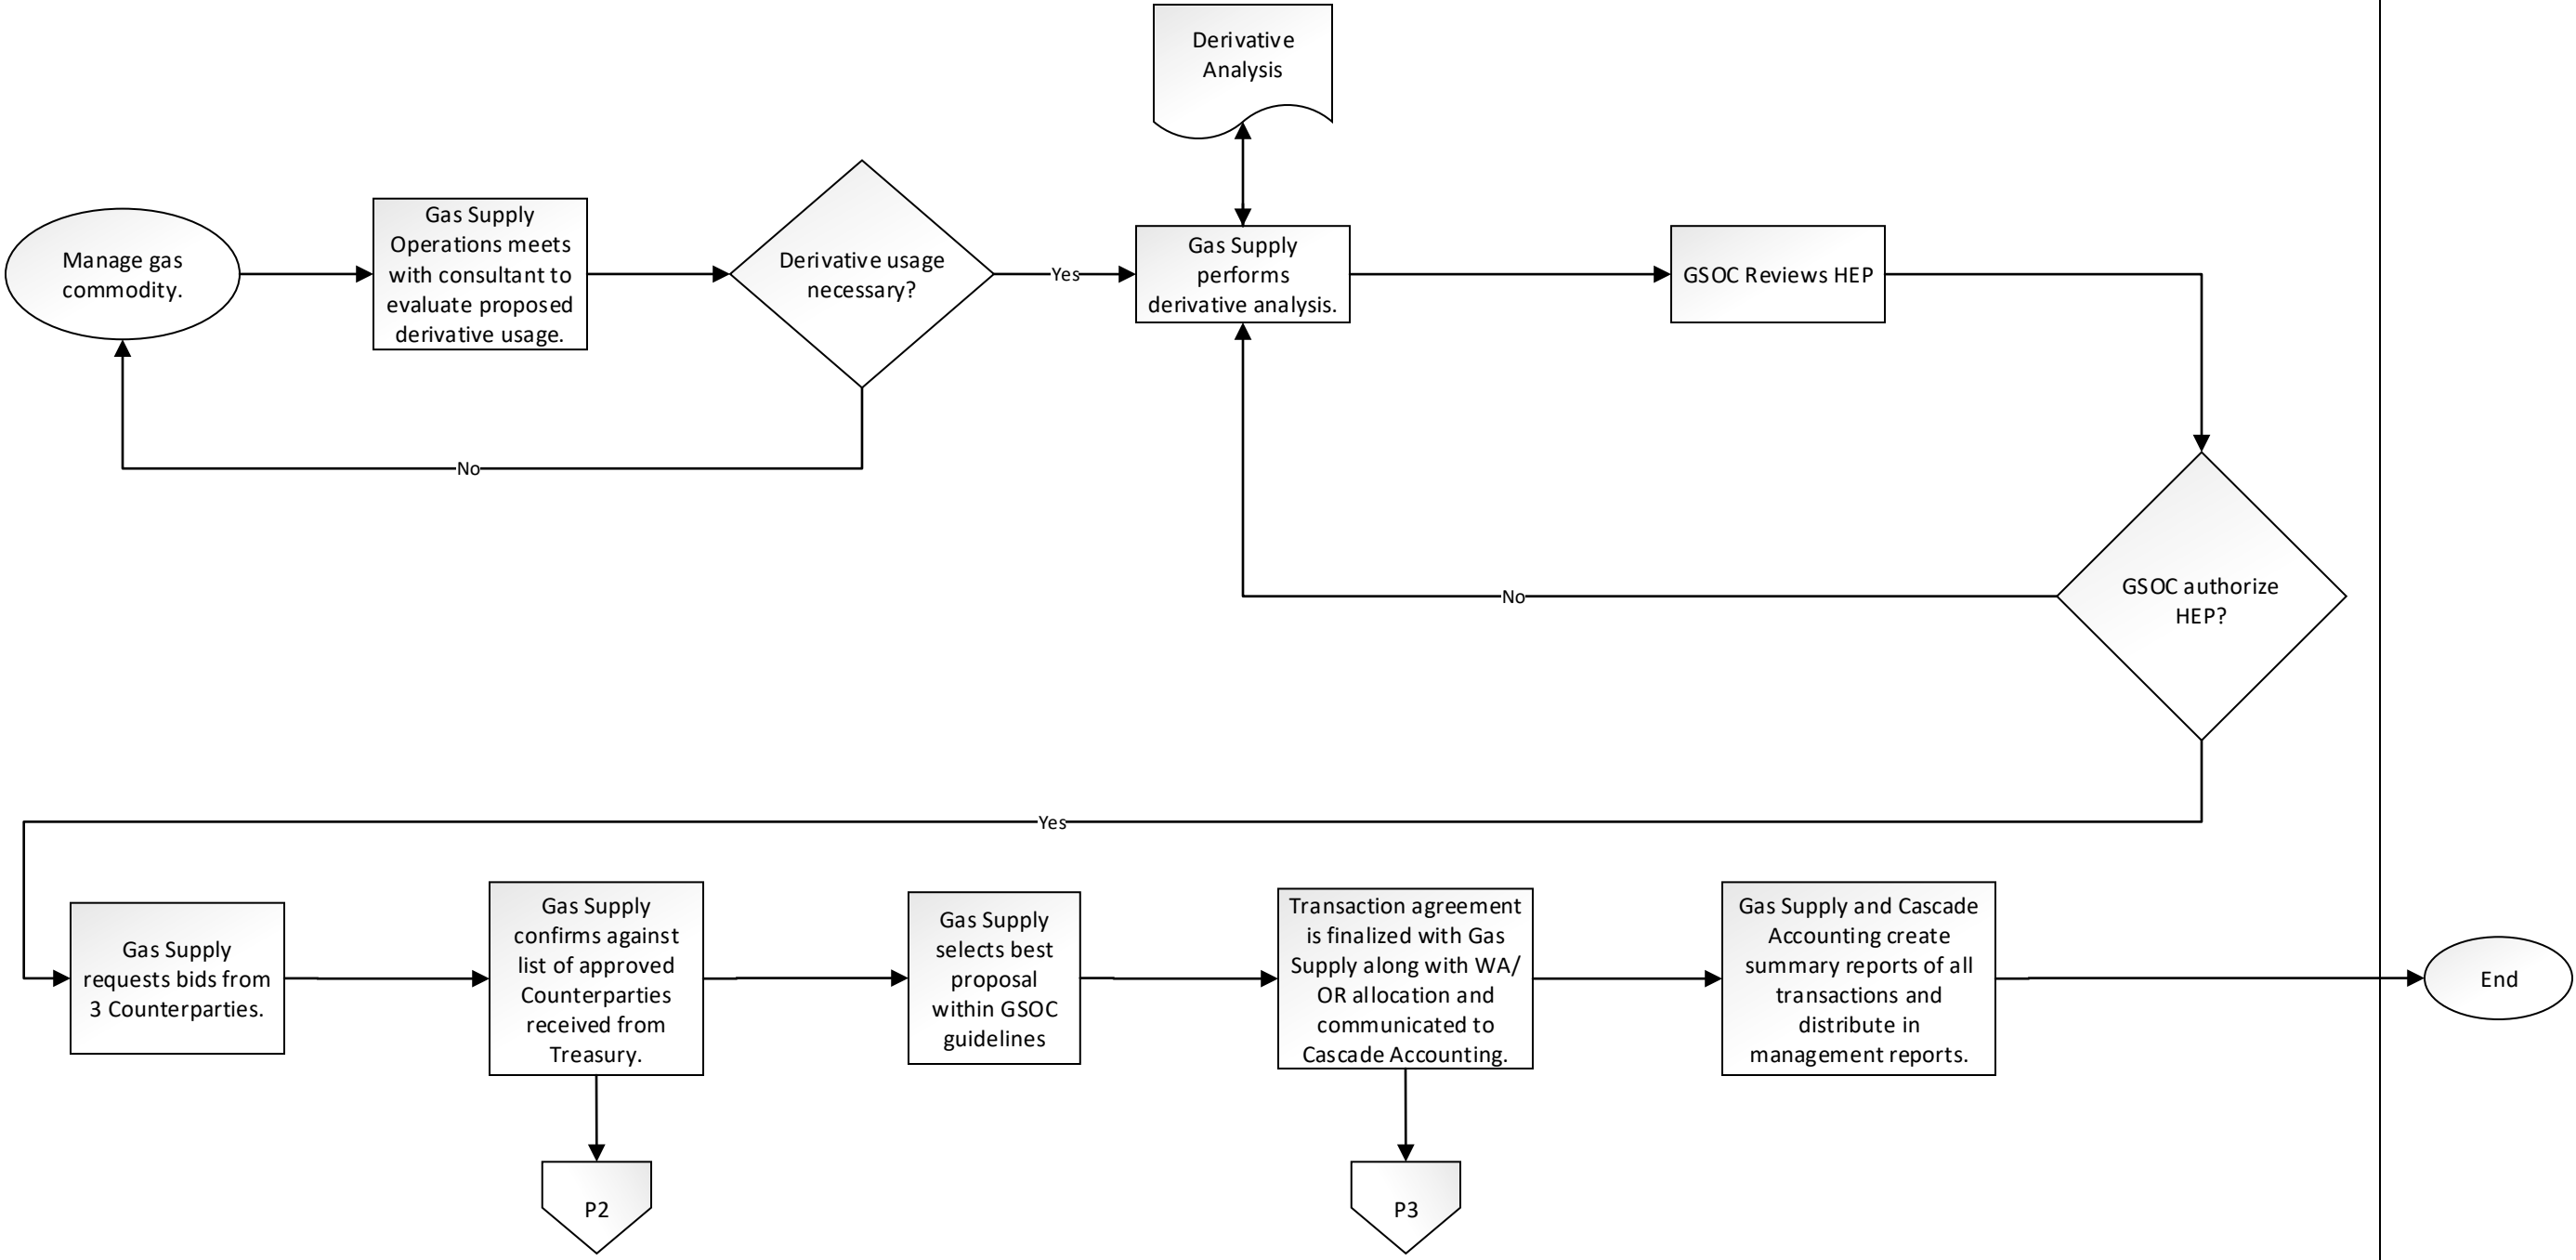 Derivative
Analysis
Manage gas
commodity.
Gas Supply
Operations meets
with consultant to
evaluate proposed
derivative usage.
Derivative usage
necessary?
Yes
Gas Supply
performs
derivative analysis.
GSOC Reviews HEP
No
GSOC authorize
HEP?
No
Yes
Gas Supply
requests bids from
3 Counterparties.
Gas Supply
confirms against
list of approved
Counterparties
received from
Treasury.
Gas Supply
selects best
proposal
within GSOC
guidelines
Transaction agreement
is finalized with Gas
Supply along with WA/
OR allocation and
communicated to
Cascade Accounting.
Gas Supply and Cascade
Accounting create
summary reports of all
transactions and
distribute in
management reports.
End
P2
P3